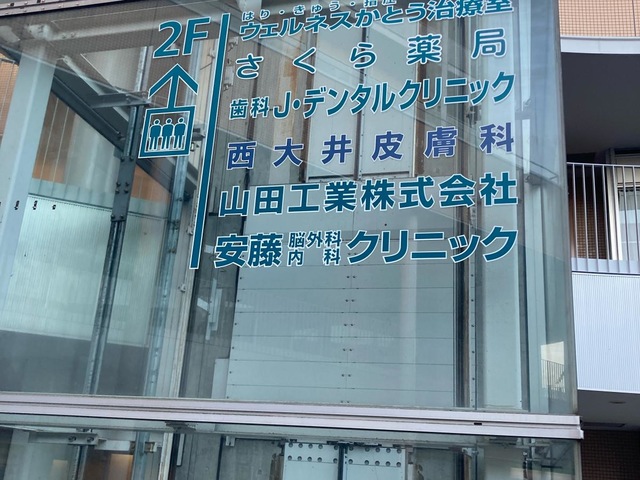 2F
はり・きゅう・指圧
ウェルネスかとう治療室
さくら薬局
歯科J・デンタルクリニック
西大井皮膚科
山田工業株式会社
安藤脳外科内科クリニック